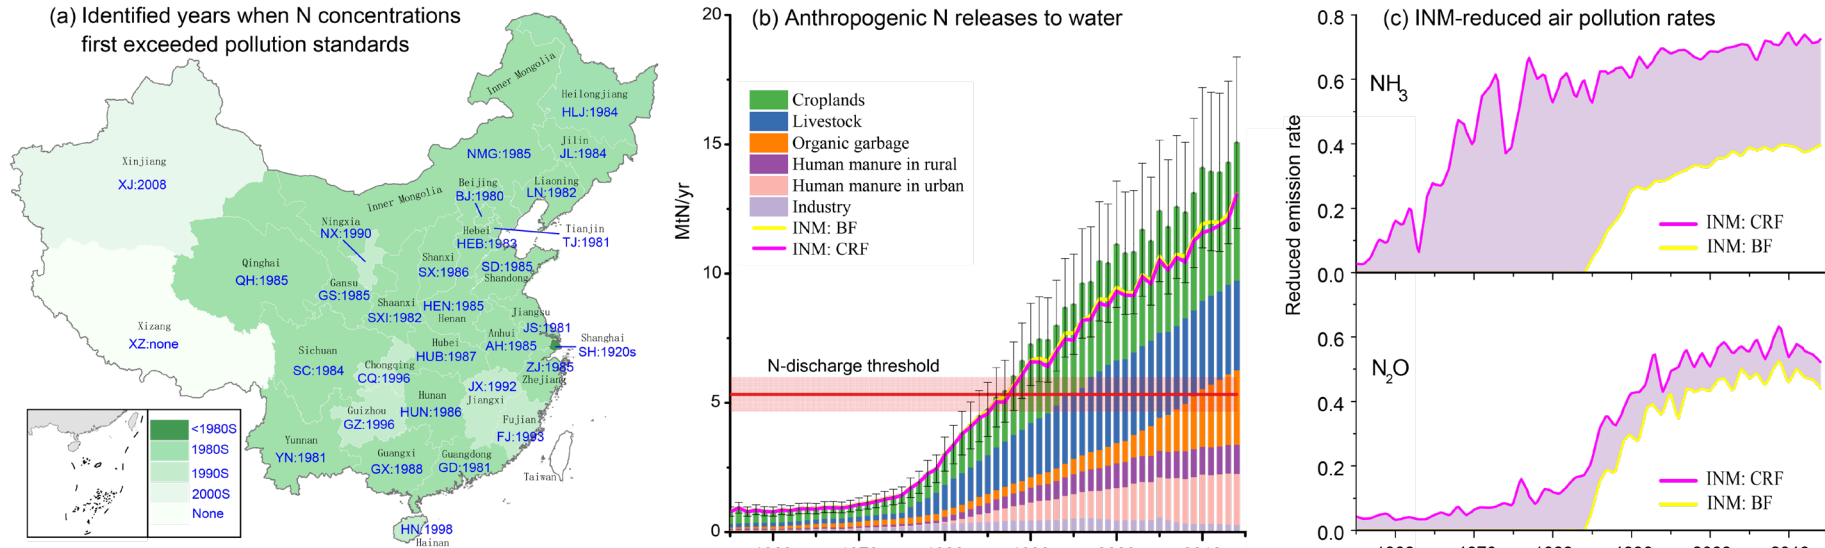 (a) Identified years when N concentrations
first exceeded pollution standards
Inner Mongolia
Heilongjiang
HLJ:1984
Jilin
JL:1984
NMG:1985
Xinjiang
XJ:2008
Beijing
BJ:1980
Liaoning
LN:1982
Inner Mongolia
Ningxia
NX:1990
Hebei
HEB:1983
Tianjin
TJ:1981
Qinghai
QH:1985
Gansu
GS:1985
Shanxi
SX:1986
SD:1985
Shandong
Shaanxi
SXI:1982
HEN:1985
Henan
Jiangsu
JS:1981
Xizang
XZ:none
Anhui
AH:1985
Shanghai
SH:1920s
Hubei
HUB:1987
Sichuan
SC:1984
Chongqing
CQ:1996
ZJ:1985
Zhejiang
JX:1992
Jiangxi
Hunan
HUN:1986
Guizhou
GZ:1996
Fujian
FJ:1993
Yunnan
YN:1981
Guangxi
GX:1988
Guangdong
GD:1981
Taiwan
HN:1998
Hainan
<1980S
1980S
1990S
2000S
None
(b) Anthropogenic N releases to water
20
15
10
5
0
MtN/yr
Croplands
Livestock
Organic garbage
Human manure in rural
Human manure in urban
Industry
INM: BF
INM: CRF
N-discharge threshold
(c) INM-reduced air pollution rates
0.8
0.6
0.4
0.2
0.0
NH3
INM: CRF
INM: BF
Reduced emission rate
0.6
0.4
0.2
0.0
N2O
INM: CRF
INM: BF